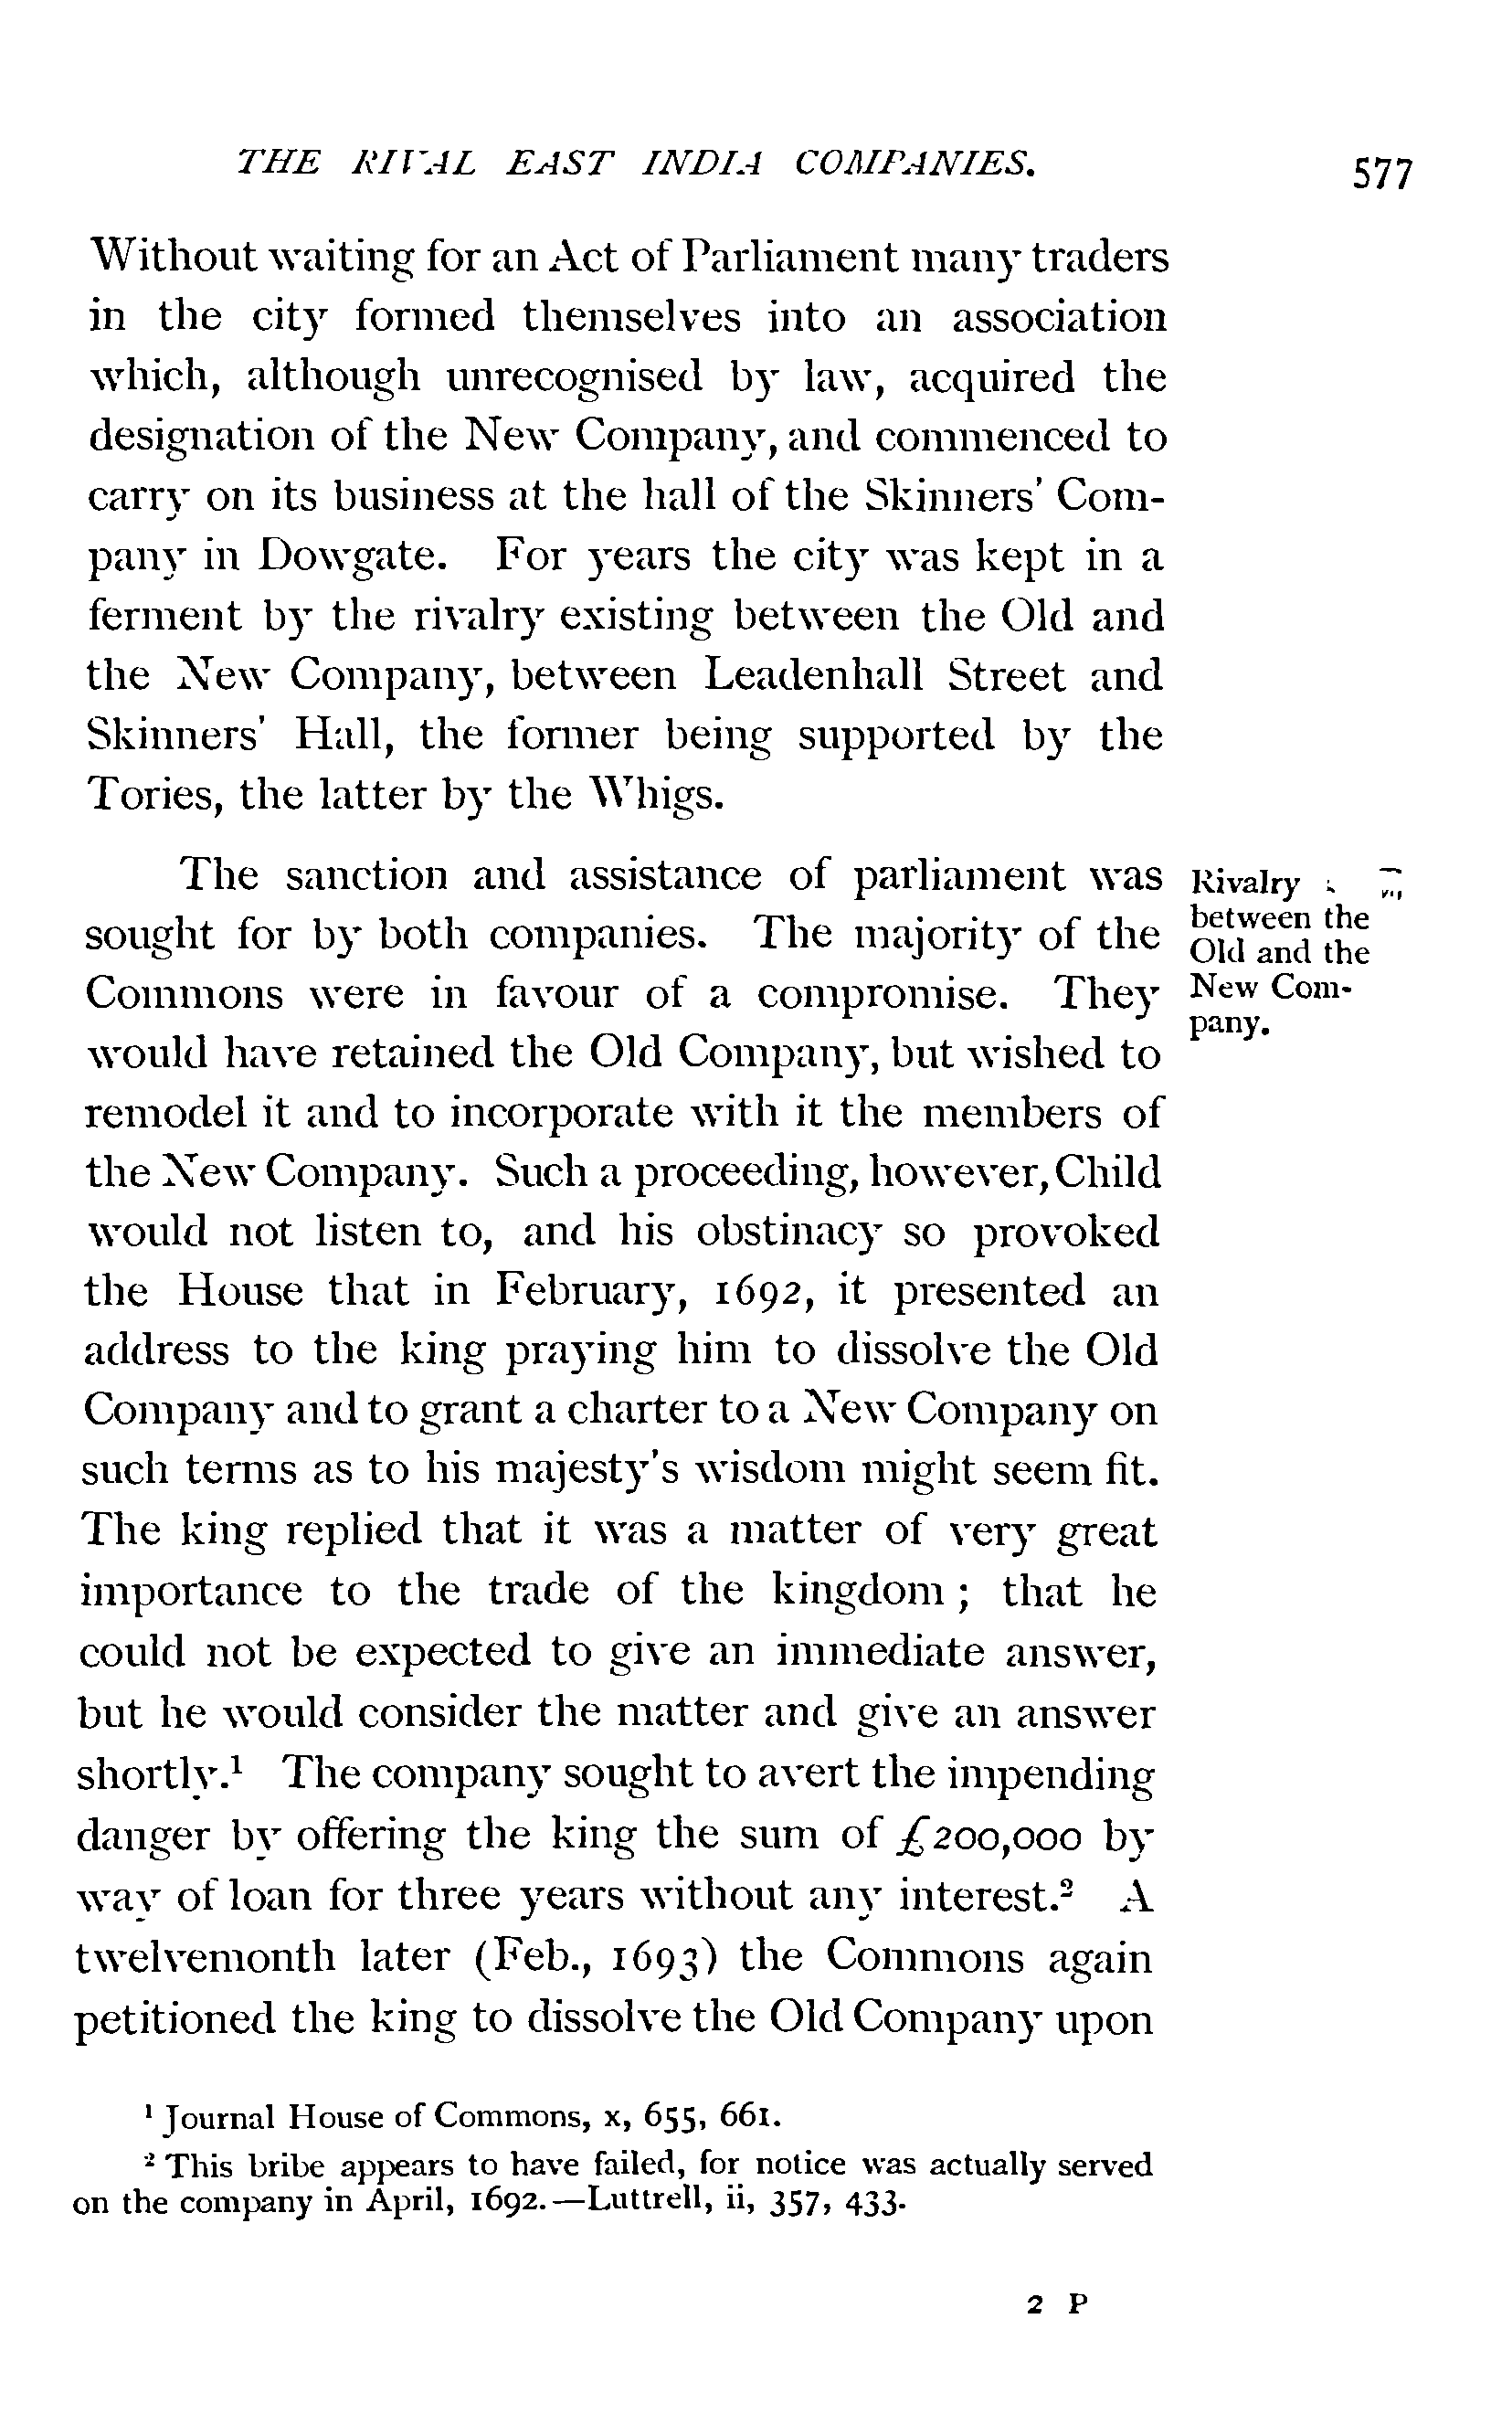 THE RIVAL EAST INDIA COMPANIES. 577
Without waiting for an Act of Parliament many traders
in the city formed themselves into an association
which, although unrecognised by law, acquired the
designation of the New Company, and commenced to
carry on its business at the hall of the Skinners' Com-
pany in Dowgate. For years the city was kept in a
ferment by the rivalry existing between the Old and
the New Company, between Leadenhall Street and
Skinners' Hall, the former being supported by the
Tories, the latter by the Whigs.
The sanction and assistance of parliament was
sought for by both companies. The majority of the
Commons were in favour of a compromise. They
would have retained the Old Company, but wished to
remodel it and to incorporate with it the members of
the New Company. Such a proceeding, however, Child
would not listen to, and his obstinacy so provoked
the House that in February, 1692, it presented an
address to the king praying him to dissolve the Old
Company and to grant a charter to a New Company on
such terms as to his majesty's wisdom might seem fit.
The king replied that it was a matter of very great
importance to the trade of the kingdom ; that he
could not be expected to give an immediate answer,
but he would consider the matter and give an answer
shortly.¹ The company sought to avert the impending
danger by offering the king the sum of £200,000 by
way of loan for three years without any interest.² A
twelvemonth later (Feb., 1693) the Commons again
petitioned the king to dissolve the Old Company upon
Rivalry
between the
Old and the
New Com-
pany.
¹ Journal House of Commons, x, 655, 661.
² This bribe appears to have failed, for notice was actually served
on the company in April, 1692.—Luttrell, ii, 357, 433.
2 P